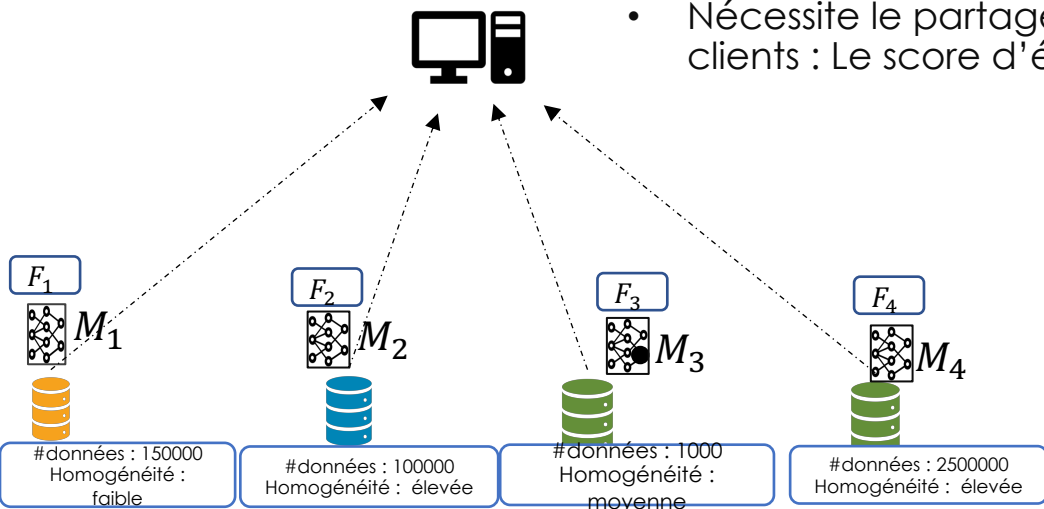 • Nécessite le partage
clients : Le score d'é
F₁
M₁
F₂
M₂
F₃
M₃
F₄
M₄
#données : 150000
Homogénéité :
faible
#données : 100000
Homogénéité : élevée
#données : 1000
Homogénéité :
moyenne
#données : 2500000
Homogénéité : élevée